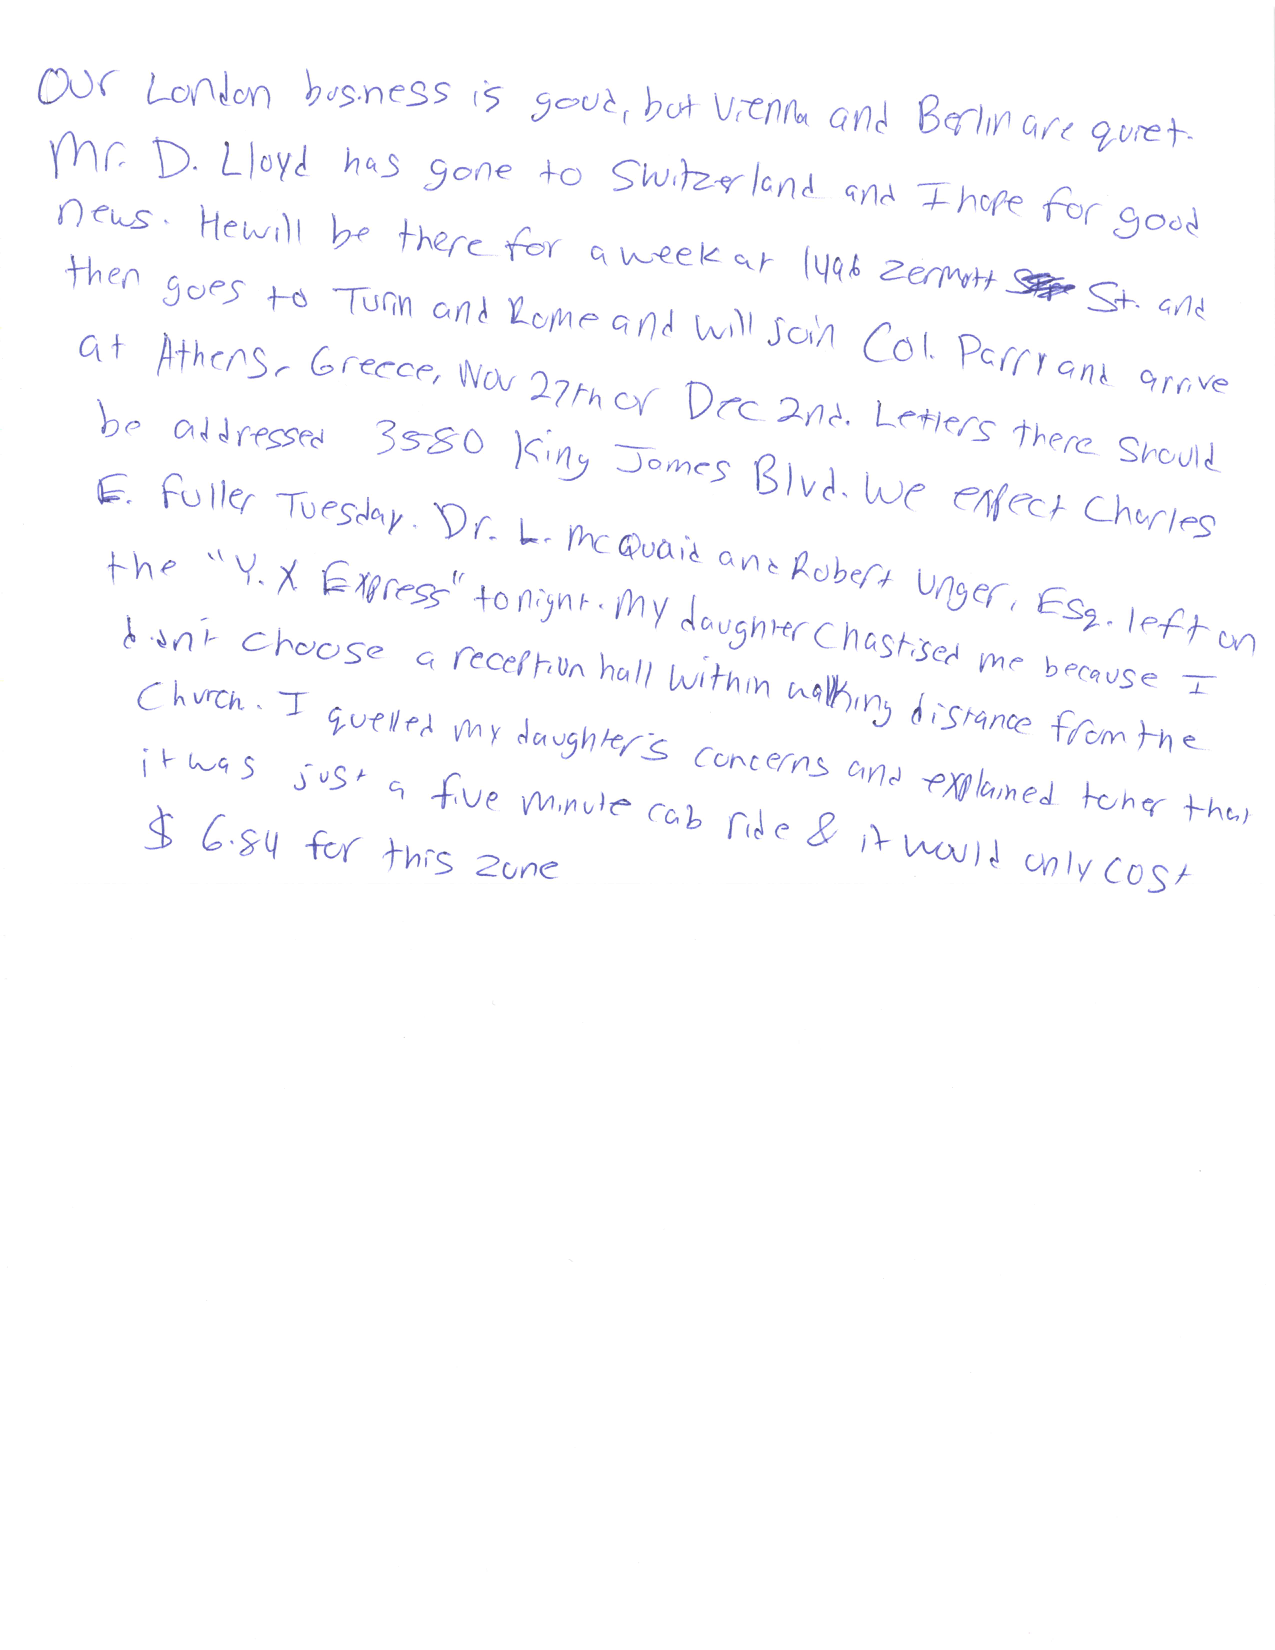 Our London business is good, but Vienna and Berlin are quiet.
Mr. D. Lloyd has gone to Switzerland and I hope for good
news. He will be there for a week at 1496 Zermott St. and
then goes to Turin and Rome and will join Col. Parry and arrive
at Athens, Greece, Nov 27th or Dec 2nd. Letters there should
be addressed 3580 King James Blvd. We expect Charles
E. Fuller Tuesday. Dr. L. McQuaid and Robert Unger, Esq. left on
the "Y.X Express" tonight. My daughter chastised me because I
didn't choose a reception hall within walking distance from the
Church. I quelled my daughter's concerns and explained to her that
it was just a five minute cab ride & it would only cost
$6.84 for this zone